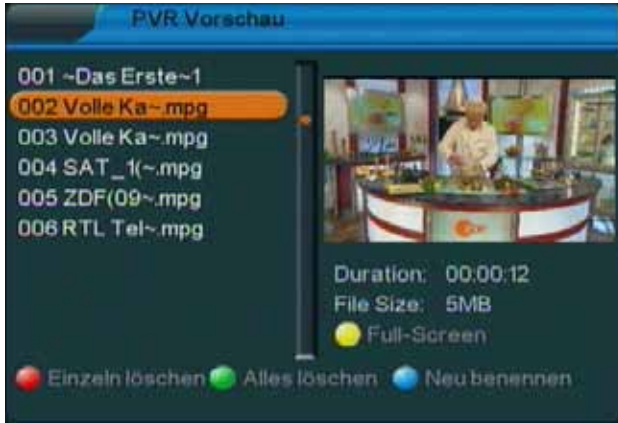 PVR Vorschau
001 ~Das Erste~1
002 Volle Ka~.mpg
003 Volle Ka~.mpg
004 SAT_1(~.mpg
005 ZDF(09~.mpg
006 RTL Tel~.mpg
Duration: 00:00:12
File Size: 5MB
Full-Screen
Einzeln löschen Alles löschen Neu benennen